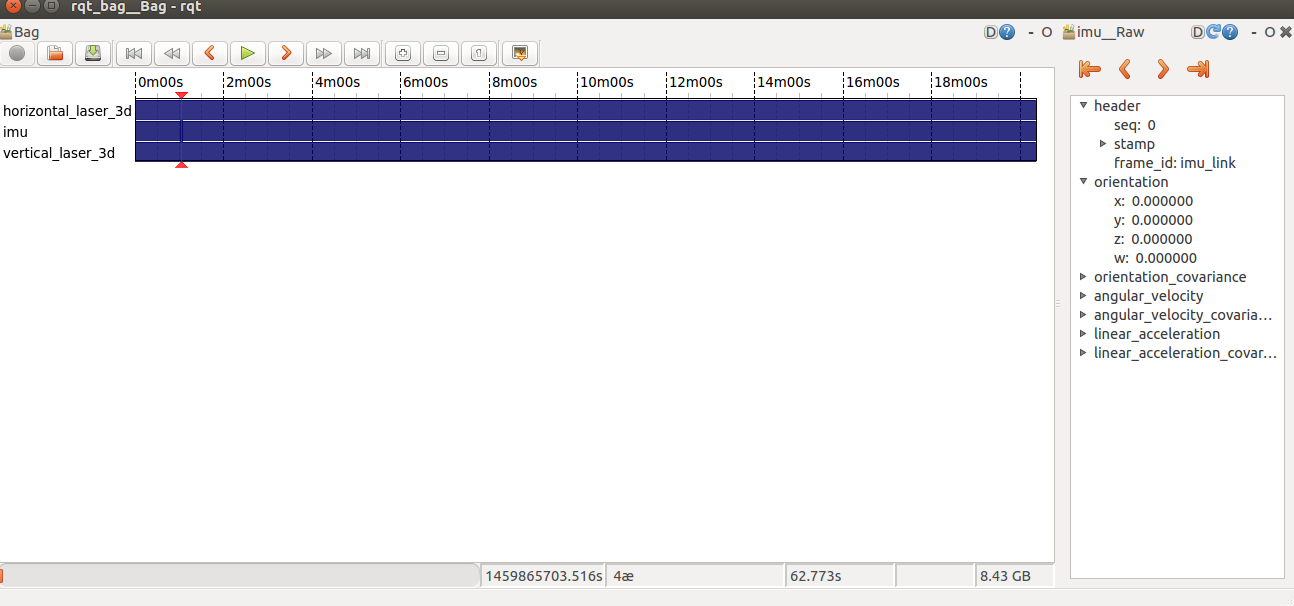 rqt_bag__Bag - rqt
Bag
D? - O
imu__Raw
D ? - O
0m00s 2m00s 4m00s 6m00s 8m00s 10m00s 12m00s 14m00s 16m00s 18m00s
horizontal_laser_3d
imu
vertical_laser_3d
header
seq: 0
stamp
frame_id: imu_link
orientation
x: 0.000000
y: 0.000000
z: 0.000000
w: 0.000000
orientation_covariance
angular_velocity
angular_velocity_covaria...
linear_acceleration
linear_acceleration_covar...
1459865703.516s 4æ 62.773s 8.43 GB